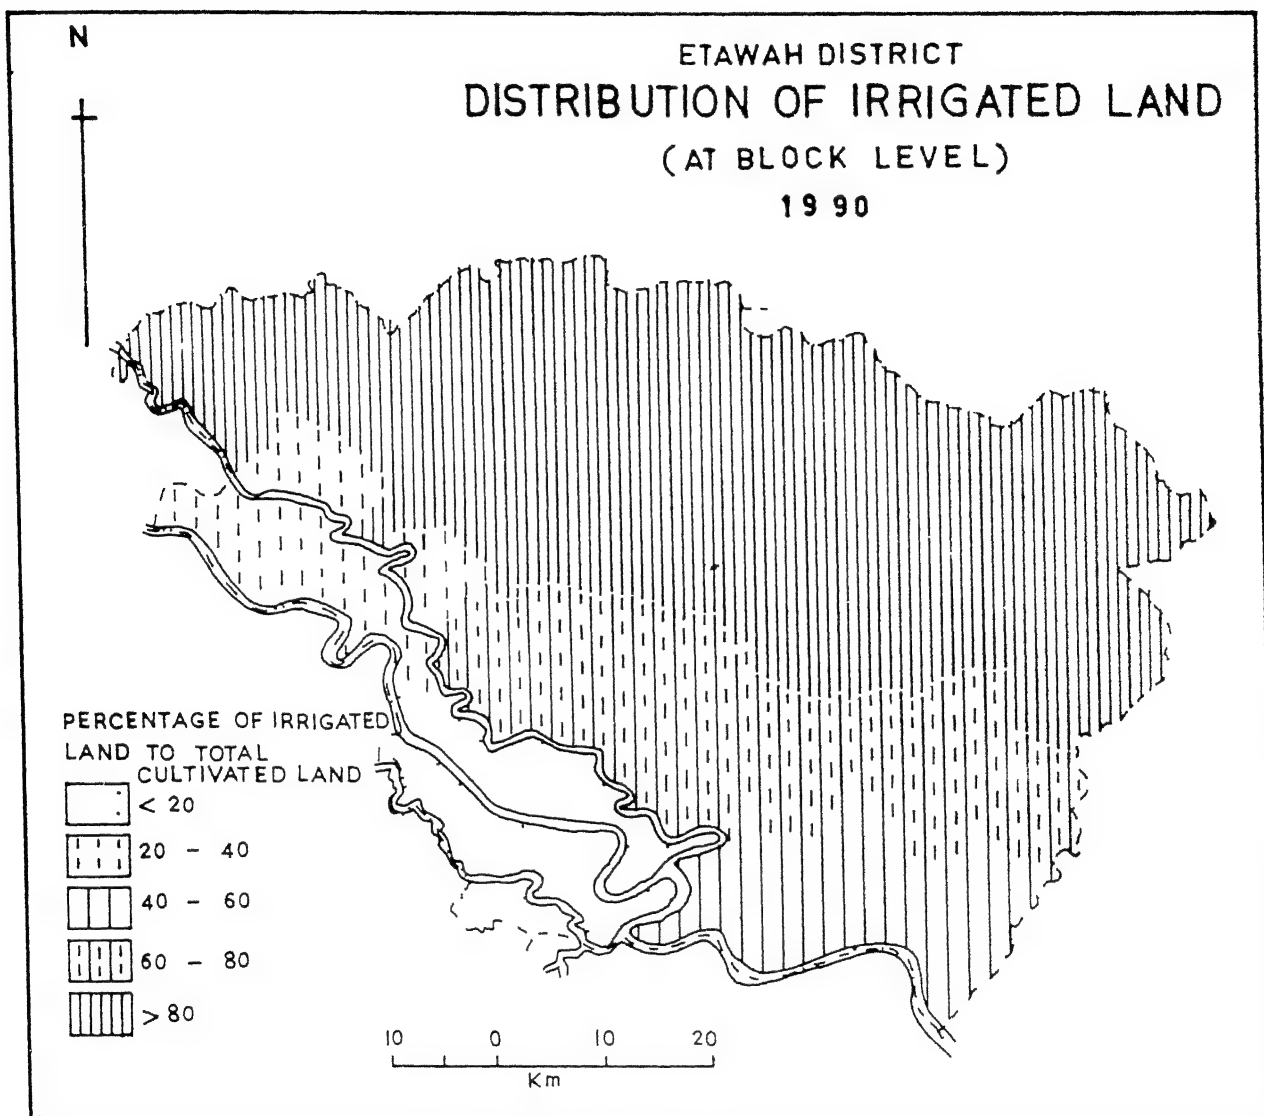 N
ETAWAH DISTRICT
DISTRIBUTION OF IRRIGATED LAND
(AT BLOCK LEVEL)
1990
PERCENTAGE OF IRRIGATED
LAND TO TOTAL
CULTIVATED LAND
< 20
20 - 40
40 - 60
60 - 80
> 80
10 0 10 20
Km